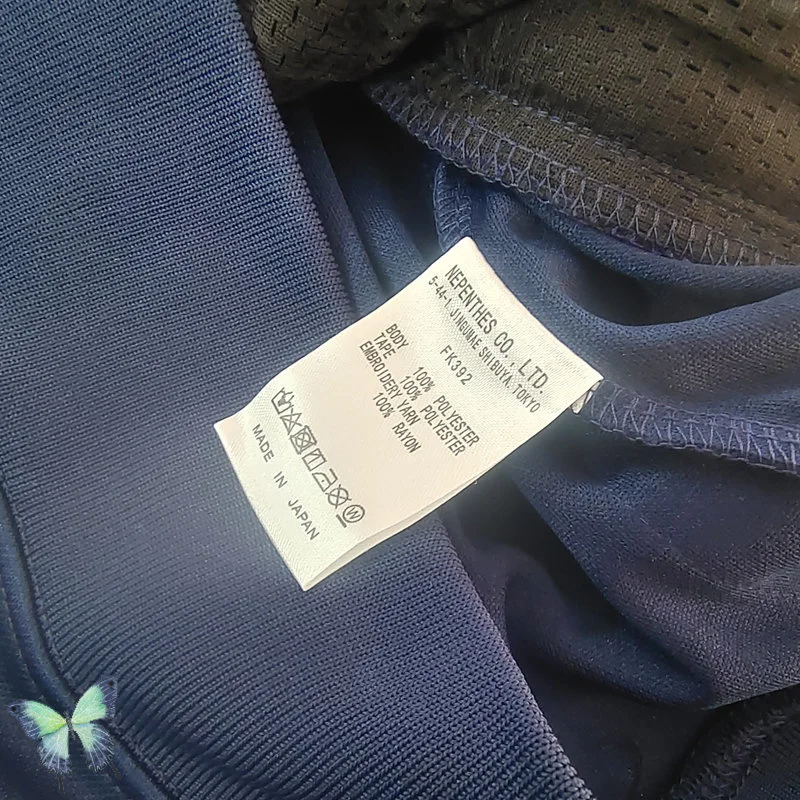 NEPENTHES CO., LTD.
5-44-1, JINGUMAE SHIBUYA, TOKYO
FK392
BODY
100% POLYESTER
TAPE
100% POLYESTER
EMBROIDERY YARN
100% RAYON
W
MADE IN JAPAN